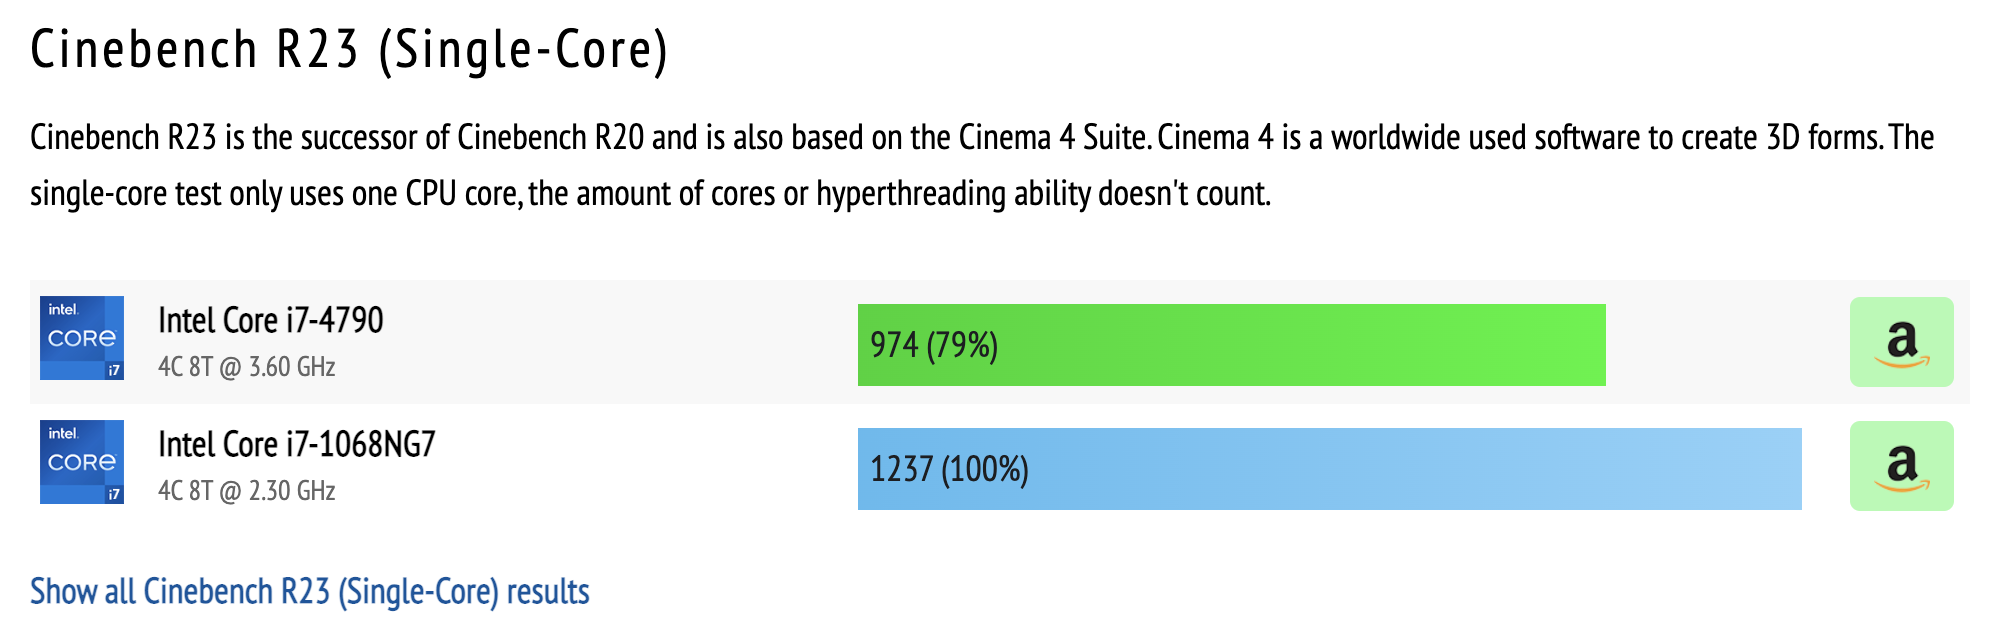 Cinebench R23 (Single-Core)
Cinebench R23 is the successor of Cinebench R20 and is also based on the Cinema 4 Suite. Cinema 4 is a worldwide used software to create 3D forms. The
single-core test only uses one CPU core, the amount of cores or hyperthreading ability doesn't count.
intel.
CORE
i7
Intel Core i7-4790
4C 8T @ 3.60 GHz
974 (79%)
a
intel.
CORE
i7
Intel Core i7-1068NG7
4C 8T @ 2.30 GHz
1237 (100%)
a
Show all Cinebench R23 (Single-Core) results